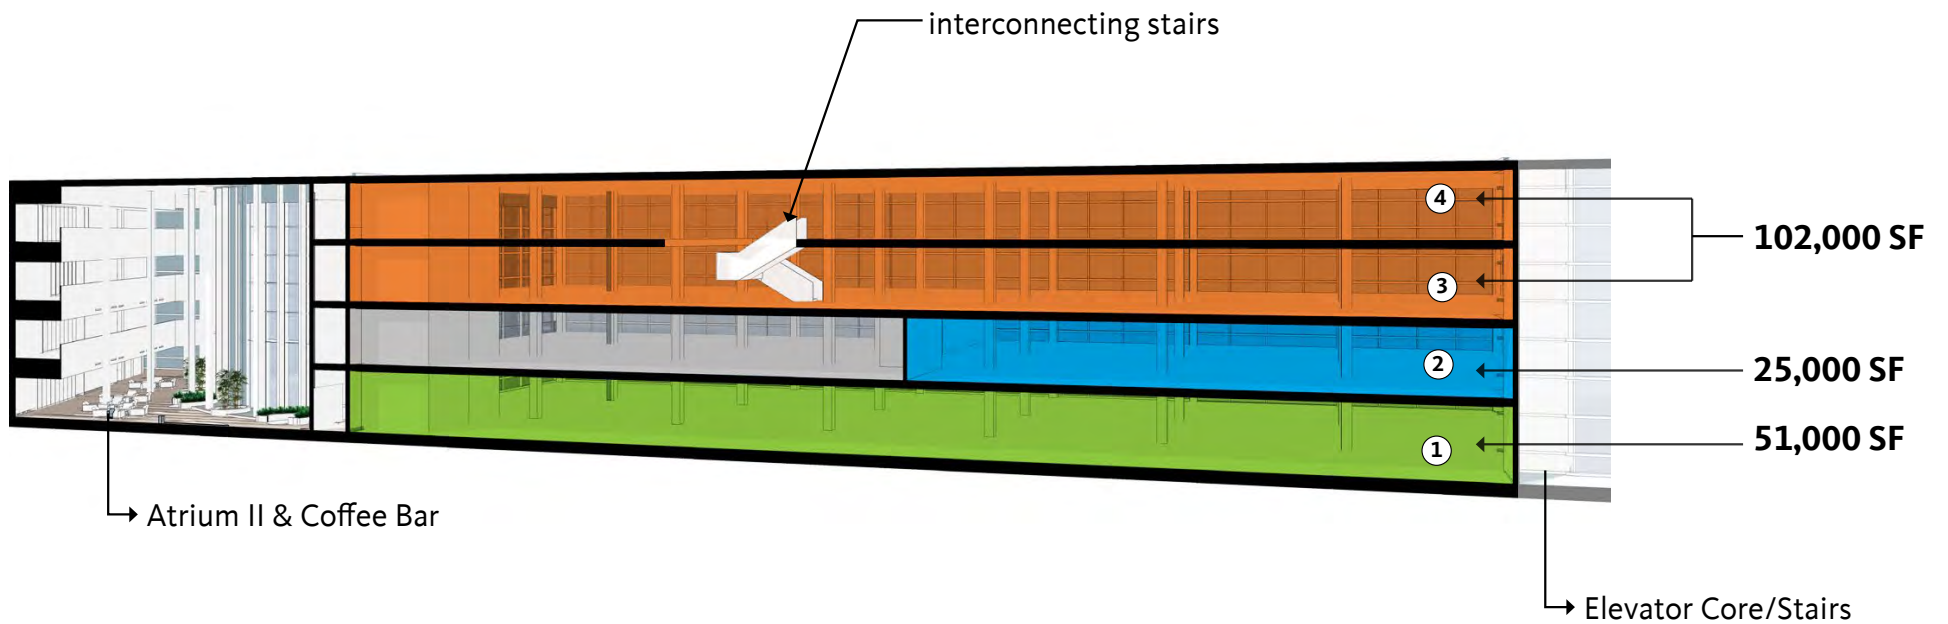 interconnecting stairs
4
102,000 SF
3
2
25,000 SF
51,000 SF
1
Atrium II & Coffee Bar
Elevator Core/Stairs